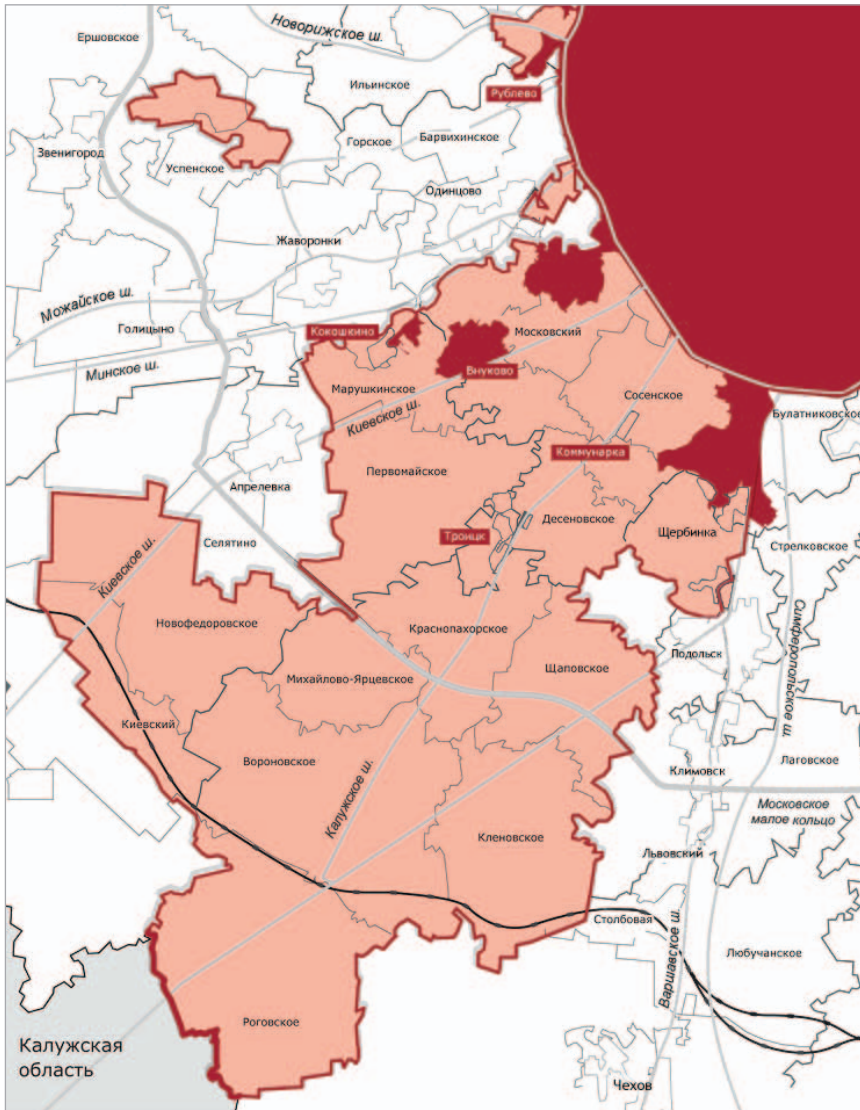 Новорижское ш.
Ершовское
Ильинское
Рублево
Барвихинское
Горское
Звенигород
Успенское
Одинцово
Жаворонки
Можайское ш.
Голицыно
Кокошкино
Московский
Минское ш.
Внуково
Марушкинское
Сосенское
Киевское ш.
Булатниковское
Коммунарка
Первомайское
Апрелевка
Десеновское
Троицк
Щербинка
Селятино
Стрелковское
Киевское ш.
Новофедоровское
Краснопахорское
Симферопольское ш.
Подольск
Щаповское
Михайлово-Ярцевское
Киевский
Вороновское
Климовск
Лаговское
Калужское ш.
Московское
малое кольцо
Кленовское
Львовский
Столбовая
Варшавское ш.
Любучанское
Роговское
Калужская
область
Чехов